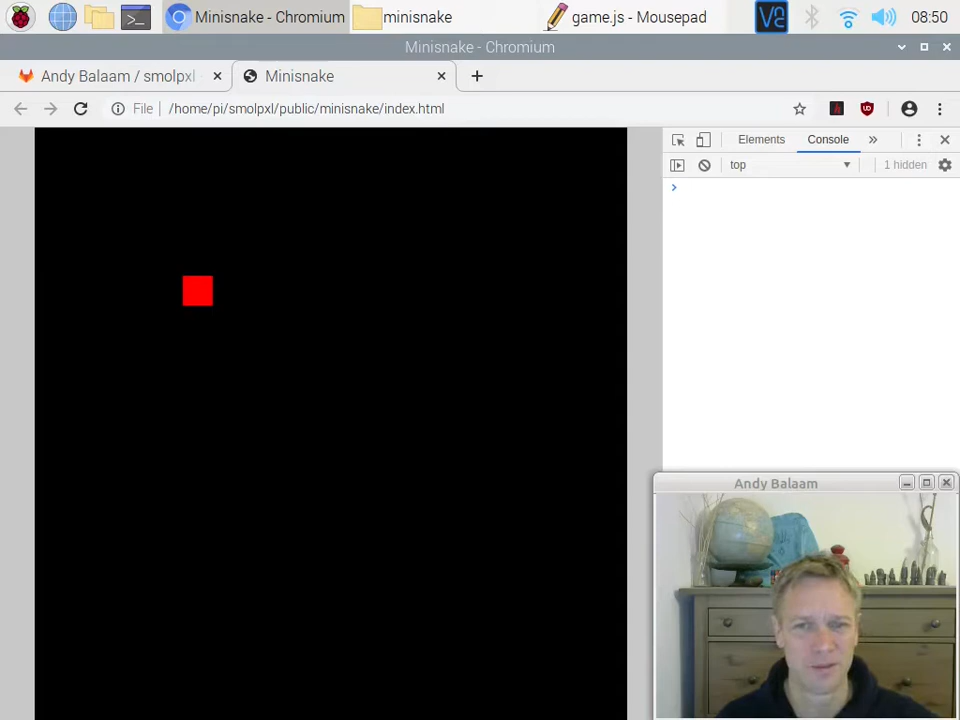 Minisnake - Chromium
minisnake
game.js - Mousepad
08:50
Minisnake - Chromium
Andy Balaam / smolpxl
Minisnake
File
/home/pi/smolpxl/public/minisnake/index.html
Elements
Console
top
1 hidden
Andy Balaam